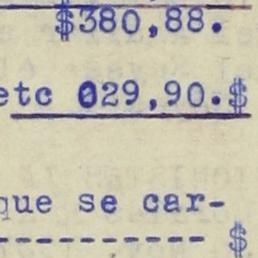 $380,88.
etc 029,90.$
que se car-
--------- $